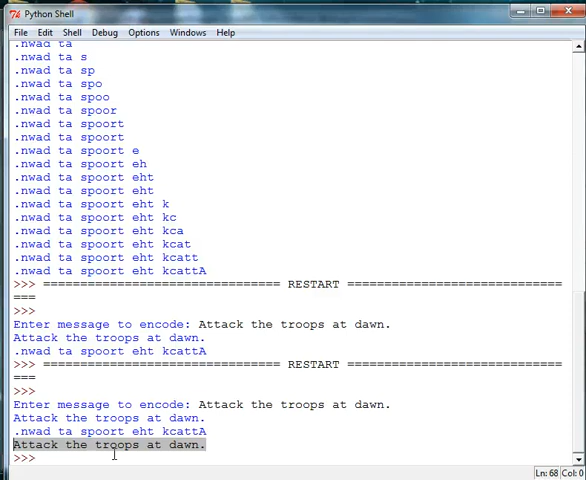 Python Shell
File Edit Shell Debug Options Windows Help
.nwad ta
.nwad ta s
.nwad ta sp
.nwad ta spo
.nwad ta spoo
.nwad ta spoor
.nwad ta spoort
.nwad ta spoort
.nwad ta spoort e
.nwad ta spoort eh
.nwad ta spoort eht
.nwad ta spoort eht
.nwad ta spoort eht k
.nwad ta spoort eht kc
.nwad ta spoort eht kca
.nwad ta spoort eht kcat
.nwad ta spoort eht kcatt
.nwad ta spoort eht kcattA
>>> ================================ RESTART =============================
===
>>>
Enter message to encode: Attack the troops at dawn.
Attack the troops at dawn.
.nwad ta spoort eht kcattA
>>> ================================ RESTART =============================
===
>>>
Enter message to encode: Attack the troops at dawn.
Attack the troops at dawn.
.nwad ta spoort eht kcattA
Attack the troops at dawn.
>>>
Ln: 68 Col: 0